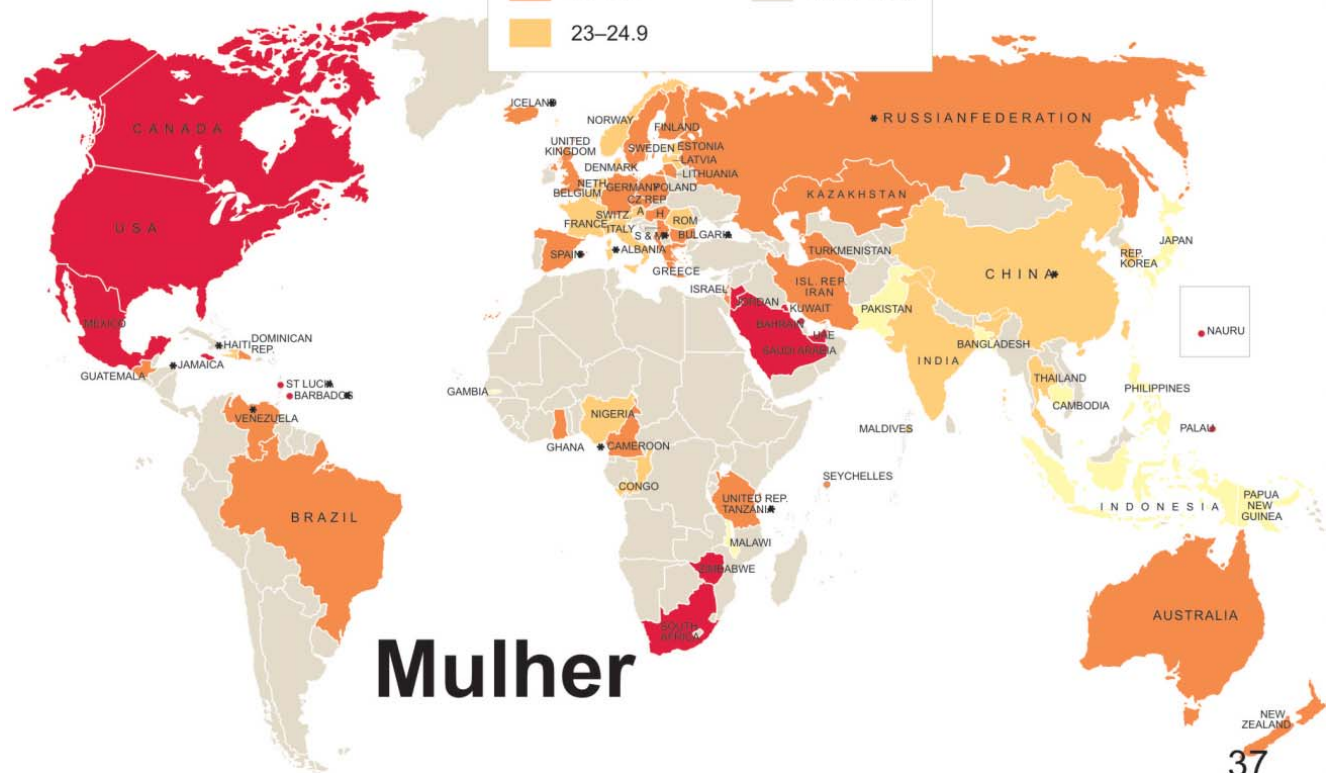 23–24.9
CANADA
USA
MEXICO
GUATEMALA
HAITI
DOMINICAN
REP.
JAMAICA
ST LUCIA
BARBADOS
VENEZUELA
BRAZIL
ICELAND
NORWAY
FINLAND
UNITED
KINGDOM
SWEDEN
ESTONIA
LATVIA
LITHUANIA
DENMARK
NETH
BELGIUM
GERMANY
POLAND
CZ REP
A
H
SWITZ
ROM
FRANCE
ITALY
S & M
BULGARIA
ALBANIA
SPAIN
GREECE
ISRAEL
JORDAN
KUWAIT
BAHRAIN
UAE
SAUDI ARABIA
*RUSSIANFEDERATION
KAZAKHSTAN
TURKMENISTAN
ISL. REP.
IRAN
PAKISTAN
INDIA
BANGLADESH
CHINA
REP.
KOREA
JAPAN
THAILAND
CAMBODIA
PHILIPPINES
MALDIVES
PALAU
NAURU
GAMBIA
NIGERIA
GHANA
CAMEROON
CONGO
UNITED REP.
TANZANIA
SEYCHELLES
MALAWI
ZIMBABWE
SOUTH
AFRICA
INDONESIA
PAPUA
NEW
GUINEA
AUSTRALIA
NEW
ZEALAND
Mulher
37